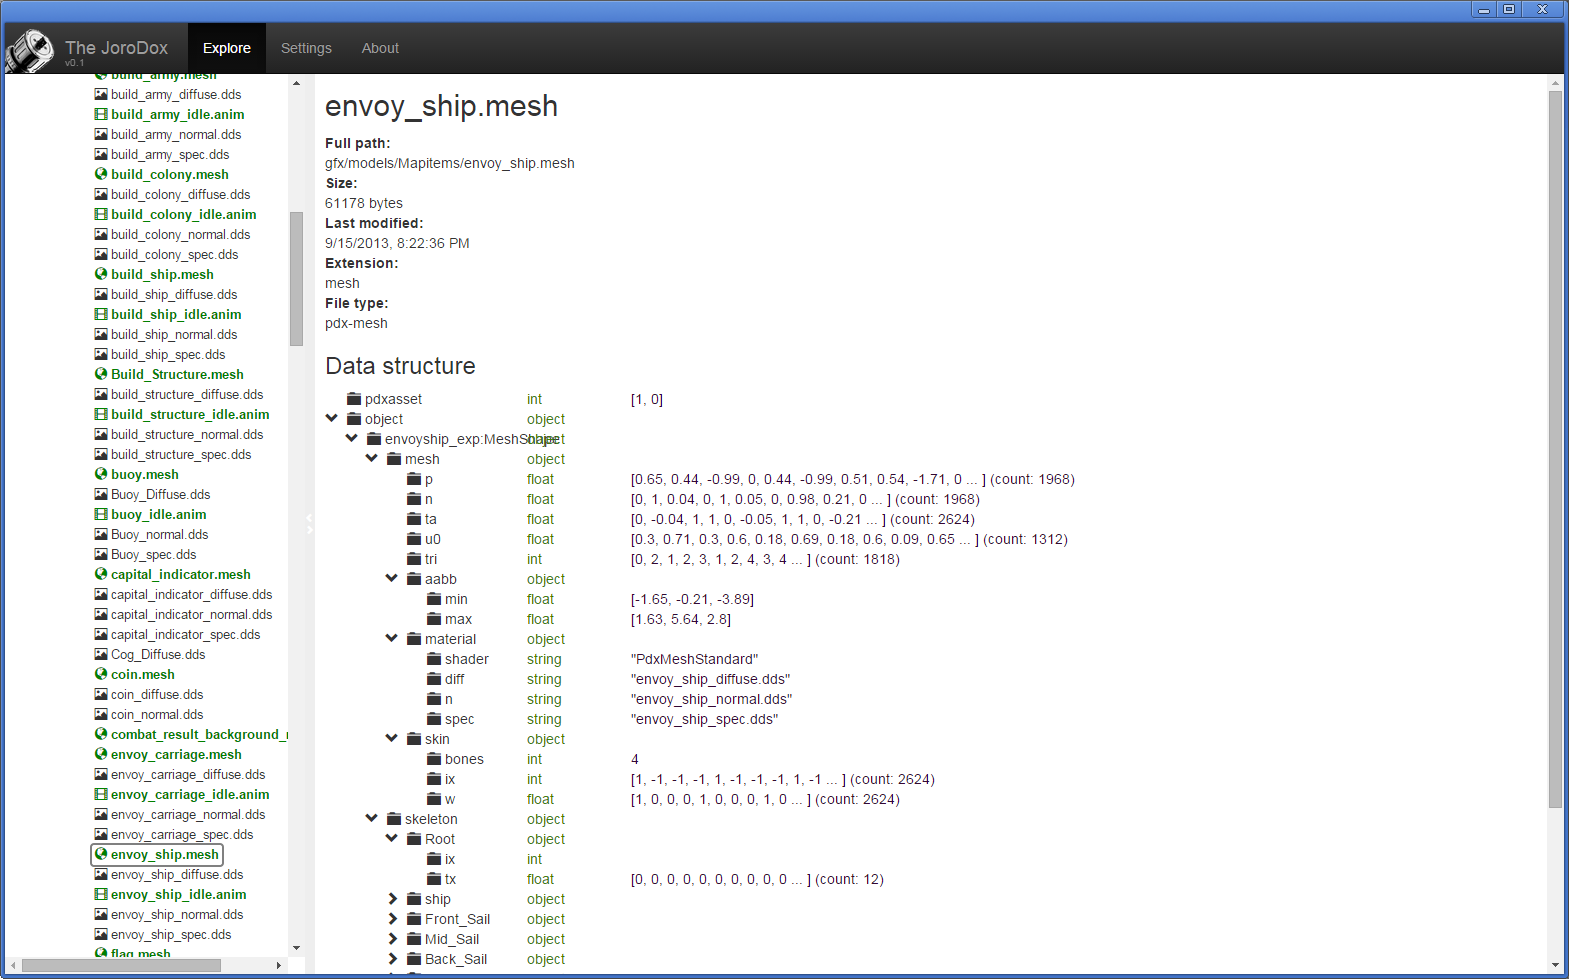 The JoroDox
v0.1
Explore
Settings
About
build_army.mesh
build_army_diffuse.dds
build_army_idle.anim
build_army_normal.dds
build_army_spec.dds
build_colony.mesh
build_colony_diffuse.dds
build_colony_idle.anim
build_colony_normal.dds
build_colony_spec.dds
build_ship.mesh
build_ship_diffuse.dds
build_ship_idle.anim
build_ship_normal.dds
build_ship_spec.dds
Build_Structure.mesh
build_structure_diffuse.dds
build_structure_idle.anim
build_structure_normal.dds
build_structure_spec.dds
buoy.mesh
Buoy_Diffuse.dds
buoy_idle.anim
Buoy_normal.dds
Buoy_spec.dds
capital_indicator.mesh
capital_indicator_diffuse.dds
capital_indicator_normal.dds
capital_indicator_spec.dds
Cog_Diffuse.dds
coin.mesh
coin_diffuse.dds
coin_normal.dds
combat_result_background_
envoy_carriage.mesh
envoy_carriage_diffuse.dds
envoy_carriage_idle.anim
envoy_carriage_normal.dds
envoy_carriage_spec.dds
envoy_ship.mesh
envoy_ship_diffuse.dds
envoy_ship_idle.anim
envoy_ship_normal.dds
envoy_ship_spec.dds
flag.mesh
envoy_ship.mesh
Full path:
gfx/models/Mapitems/envoy_ship.mesh
Size:
61178 bytes
Last modified:
9/15/2013, 8:22:36 PM
Extension:
mesh
File type:
pdx-mesh
Data structure
pdxasset int [1, 0]
object object
envoyship_exp:MeshShape object
mesh object
p float [0.65, 0.44, -0.99, 0, 0.44, -0.99, 0.51, 0.54, -1.71, 0 ... ] (count: 1968)
n float [0, 1, 0.04, 0, 1, 0.05, 0, 0.98, 0.21, 0 ... ] (count: 1968)
ta float [0, -0.04, 1, 1, 0, -0.05, 1, 1, 0, -0.21 ... ] (count: 2624)
u0 float [0.3, 0.71, 0.3, 0.6, 0.18, 0.69, 0.18, 0.6, 0.09, 0.65 ... ] (count: 1312)
tri int [0, 2, 1, 2, 3, 1, 2, 4, 3, 4 ... ] (count: 1818)
aabb object
min float [-1.65, -0.21, -3.89]
max float [1.63, 5.64, 2.8]
material object
shader string "PdxMeshStandard"
diff string "envoy_ship_diffuse.dds"
n string "envoy_ship_normal.dds"
spec string "envoy_ship_spec.dds"
skin object
bones int 4
ix int [1, -1, -1, -1, 1, -1, -1, -1, 1, -1 ... ] (count: 2624)
w float [1, 0, 0, 0, 1, 0, 0, 0, 1, 0 ... ] (count: 2624)
skeleton object
Root object
ix int
tx float [0, 0, 0, 0, 0, 0, 0, 0, 0, 0 ... ] (count: 12)
ship object
Front_Sail object
Mid_Sail object
Back_Sail object